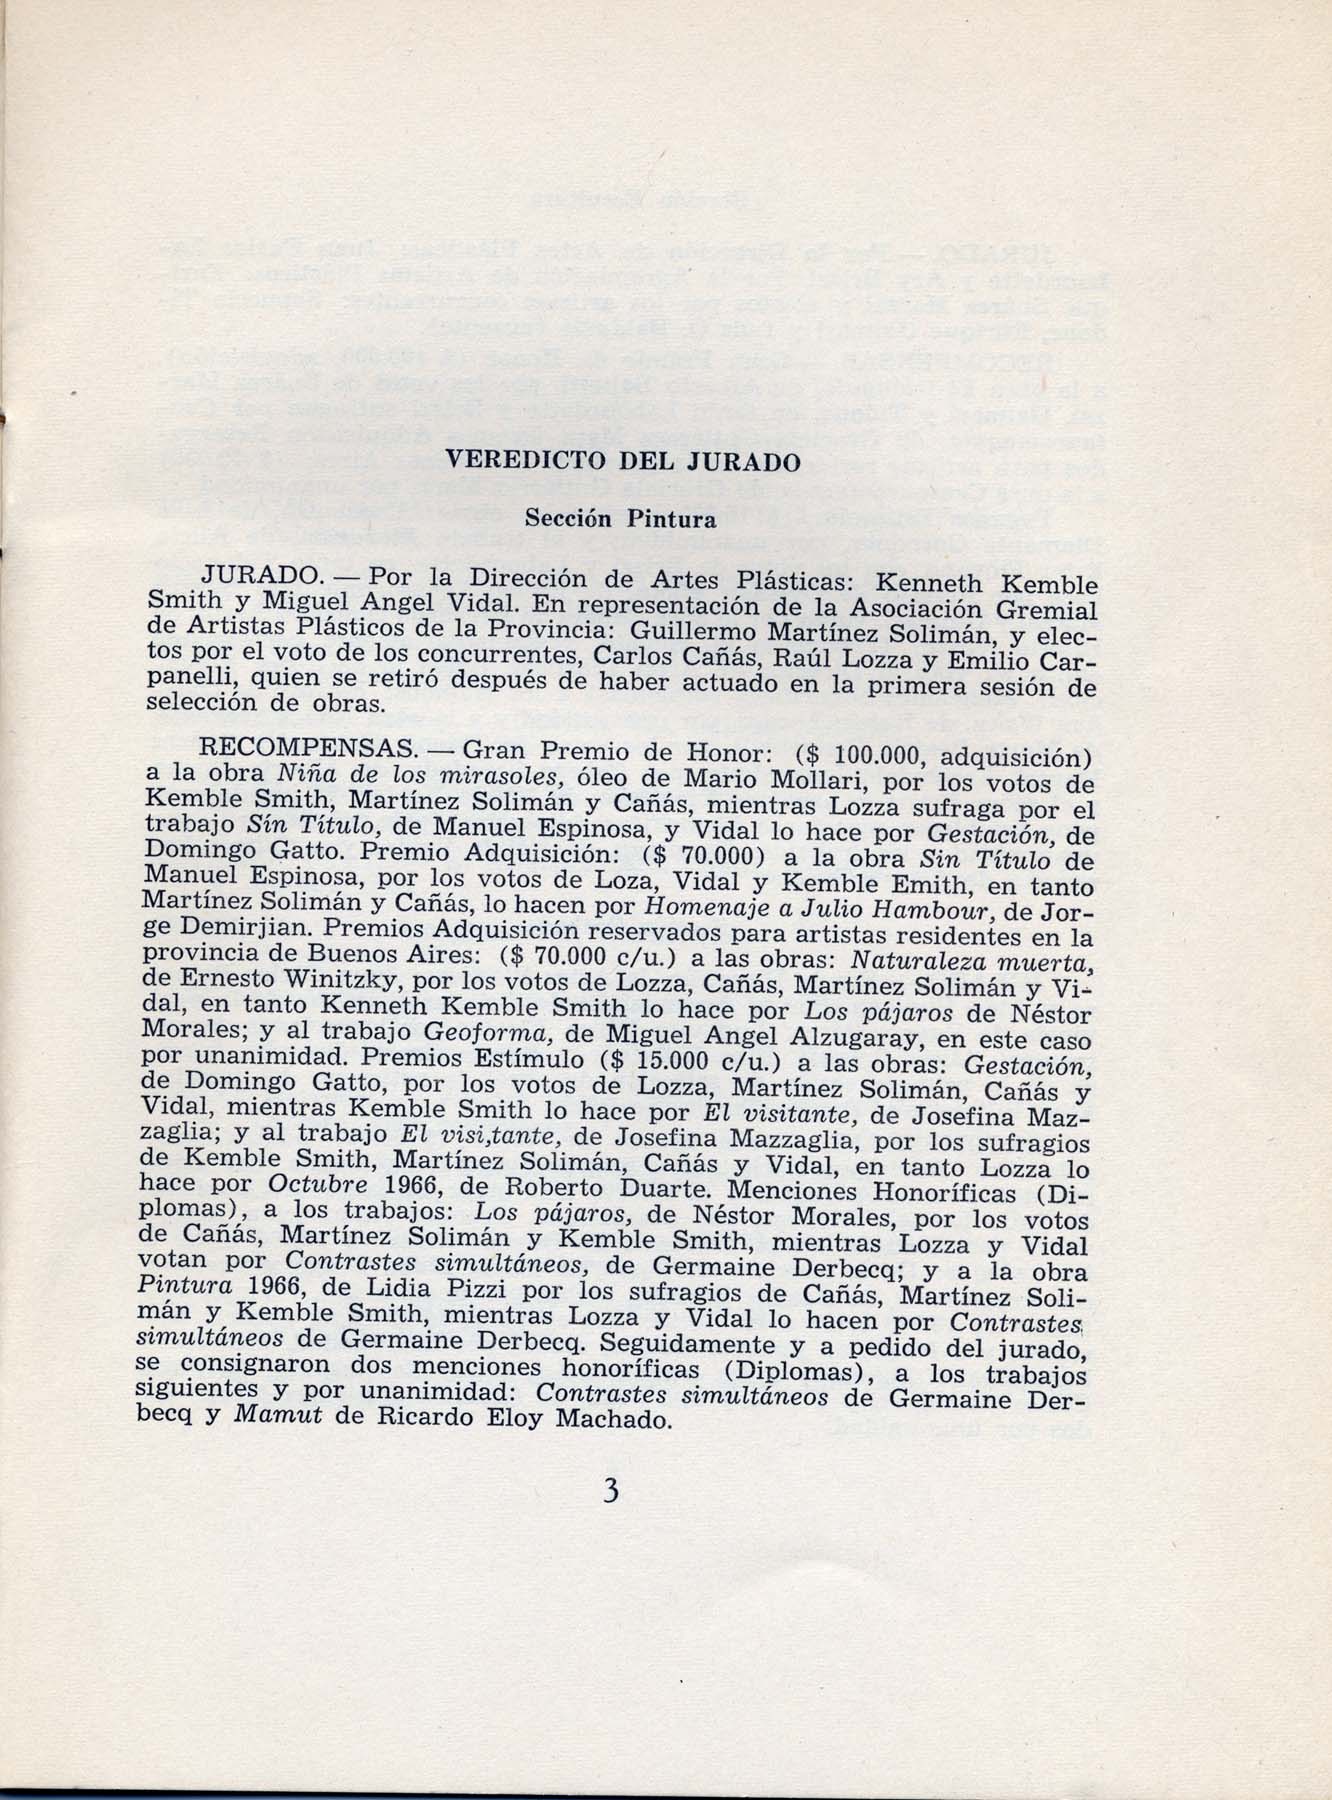 VEREDICTO DEL JURADO
Sección Pintura
JURADO. — Por la Dirección de Artes Plásticas: Kenneth Kemble
Smith y Miguel Angel Vidal. En representación de la Asociación Gremial
de Artistas Plásticos de la Provincia: Guillermo Martínez Solimán, y elec-
tos por el voto de los concurrentes, Carlos Cañás, Raúl Lozza y Emilio Car-
panelli, quien se retiró después de haber actuado en la primera sesión de
selección de obras.
RECOMPENSAS. — Gran Premio de Honor: ($ 100.000, adquisición)
a la obra Niña de los mirasoles, óleo de Mario Mollari, por los votos de
Kemble Smith, Martínez Solimán y Cañás, mientras Lozza sufraga por el
trabajo Sín Título, de Manuel Espinosa, y Vidal lo hace por Gestación, de
Domingo Gatto. Premio Adquisición: ($ 70.000) a la obra Sin Título de
Manuel Espinosa, por los votos de Loza, Vidal y Kemble Emith, en tanto
Martínez Solimán y Cañás, lo hacen por Homenaje a Julio Hambour, de Jor-
ge Demirjian. Premios Adquisición reservados para artistas residentes en la
provincia de Buenos Aires: ($ 70.000 c/u.) a las obras: Naturaleza muerta,
de Ernesto Winitzky, por los votos de Lozza, Cañás, Martínez Solimán y Vi-
dal, en tanto Kenneth Kemble Smith lo hace por Los pájaros de Néstor
Morales; y al trabajo Geoforma, de Miguel Angel Alzugaray, en este caso
por unanimidad. Premios Estímulo ($ 15.000 c/u.) a las obras: Gestación,
de Domingo Gatto, por los votos de Lozza, Martínez Solimán, Cañás y
Vidal, mientras Kemble Smith lo hace por El visitante, de Josefina Maz-
zaglia; y al trabajo El visi,tante, de Josefina Mazzaglia, por los sufragios
de Kemble Smith, Martínez Solimán, Cañás y Vidal, en tanto Lozza lo
hace por Octubre 1966, de Roberto Duarte. Menciones Honoríficas (Di-
plomas), a los trabajos: Los pájaros, de Néstor Morales, por los votos
de Cañás, Martínez Solimán y Kemble Smith, mientras Lozza y Vidal
votan por Contrastes simultáneos, de Germaine Derbecq; y a la obra
Pintura 1966, de Lidia Pizzi por los sufragios de Cañás, Martínez Soli-
mán y Kemble Smith, mientras Lozza y Vidal lo hacen por Contrastes
simultáneos de Germaine Derbecq. Seguidamente y a pedido del jurado,
se consignaron dos menciones honoríficas (Diplomas), a los trabajos
siguientes y por unanimidad: Contrastes simultáneos de Germaine Der-
becq y Mamut de Ricardo Eloy Machado.
3